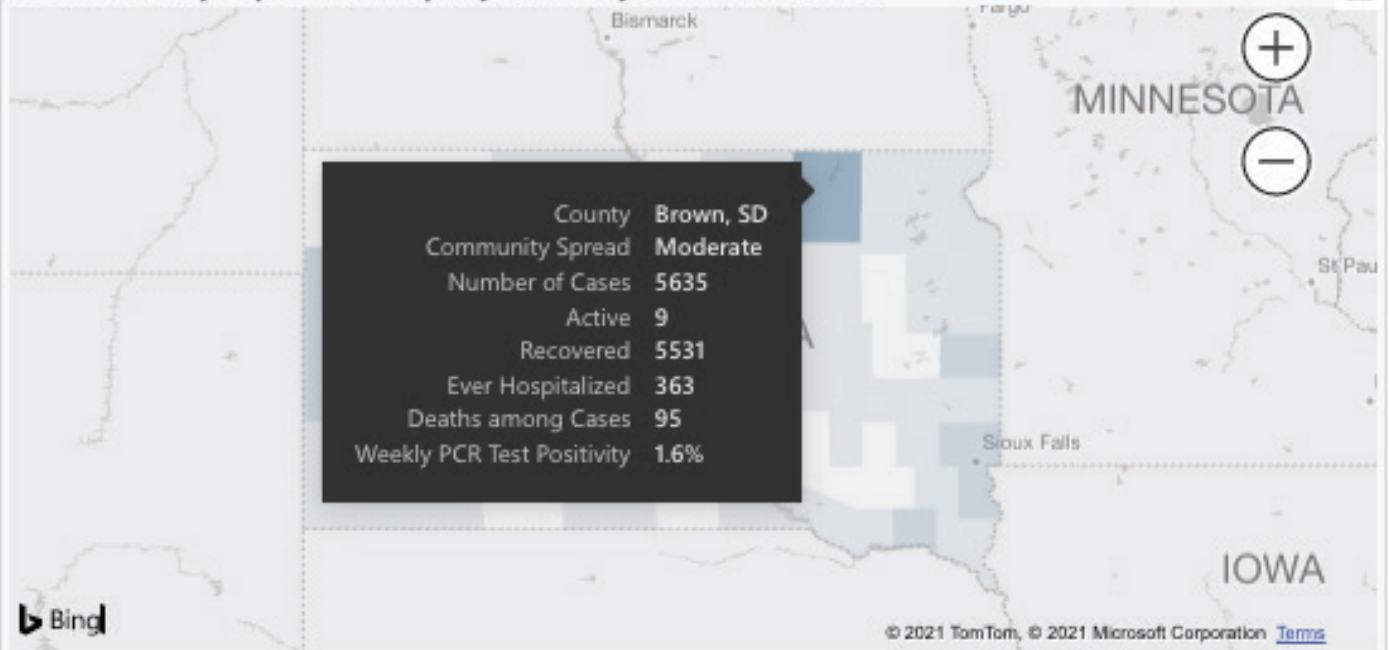 Bismarck
Fargo
MINNESOTA
County Brown, SD
Community Spread Moderate
Number of Cases 5635
Active 9
Recovered 5531
Ever Hospitalized 363
Deaths among Cases 95
Weekly PCR Test Positivity 1.6%
A
St Pau
Sioux Falls
IOWA
Bing
© 2021 TomTom, © 2021 Microsoft Corporation Terms